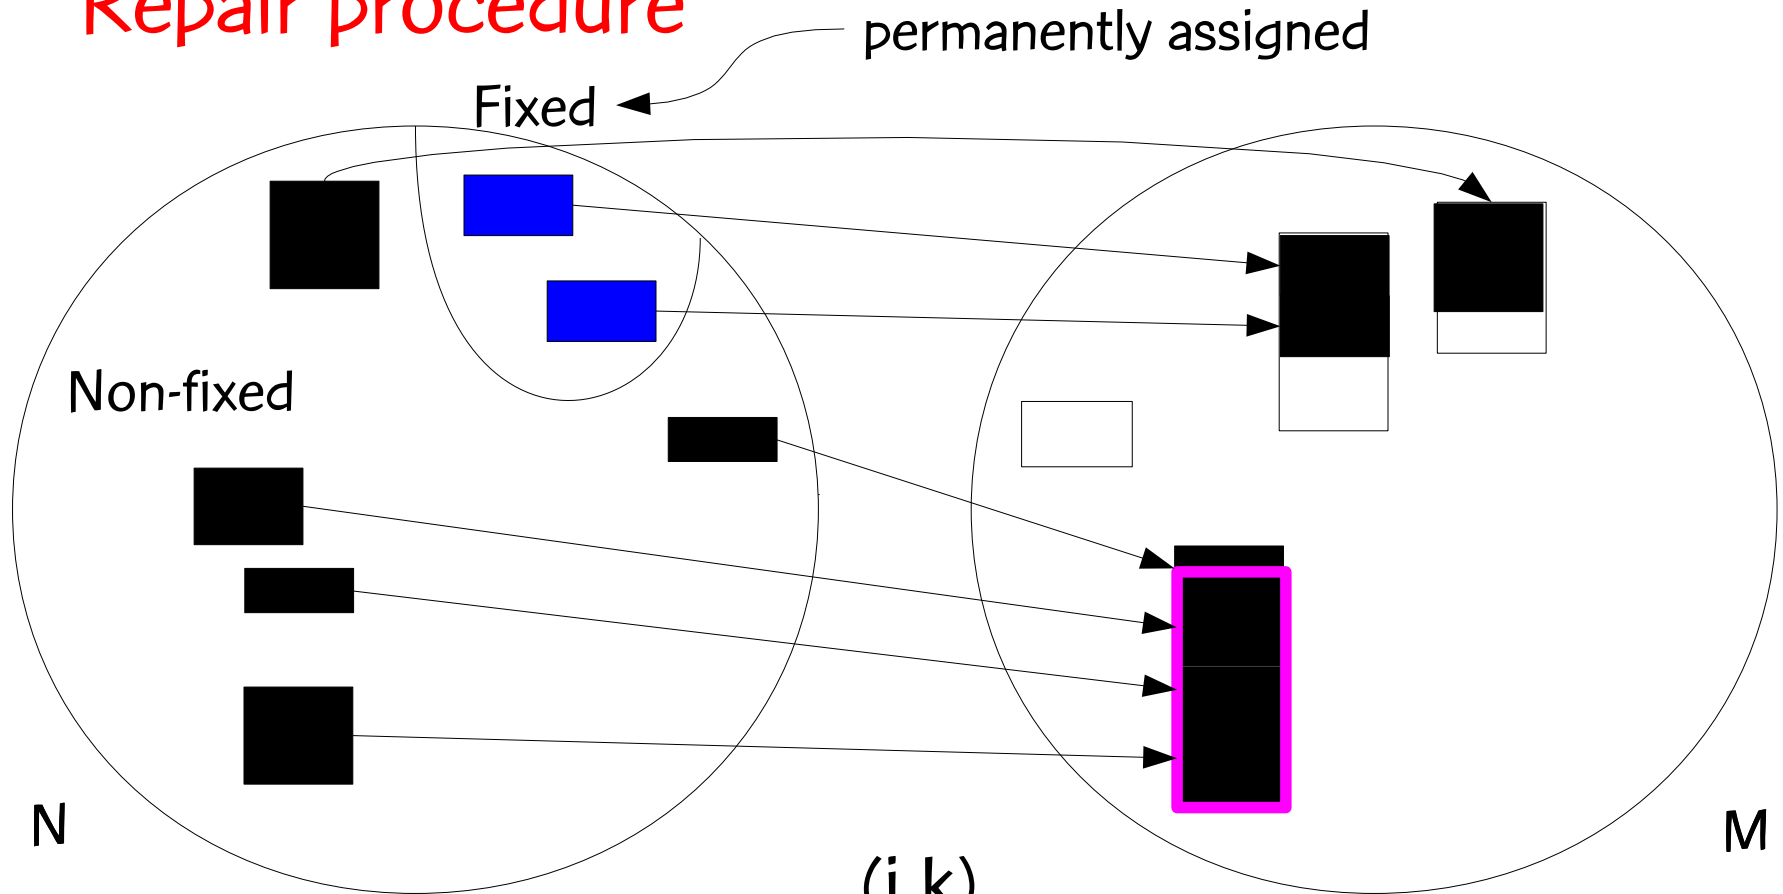 Repair procedure
permanently assigned
Fixed
Non-fixed
N
M
(j,k)